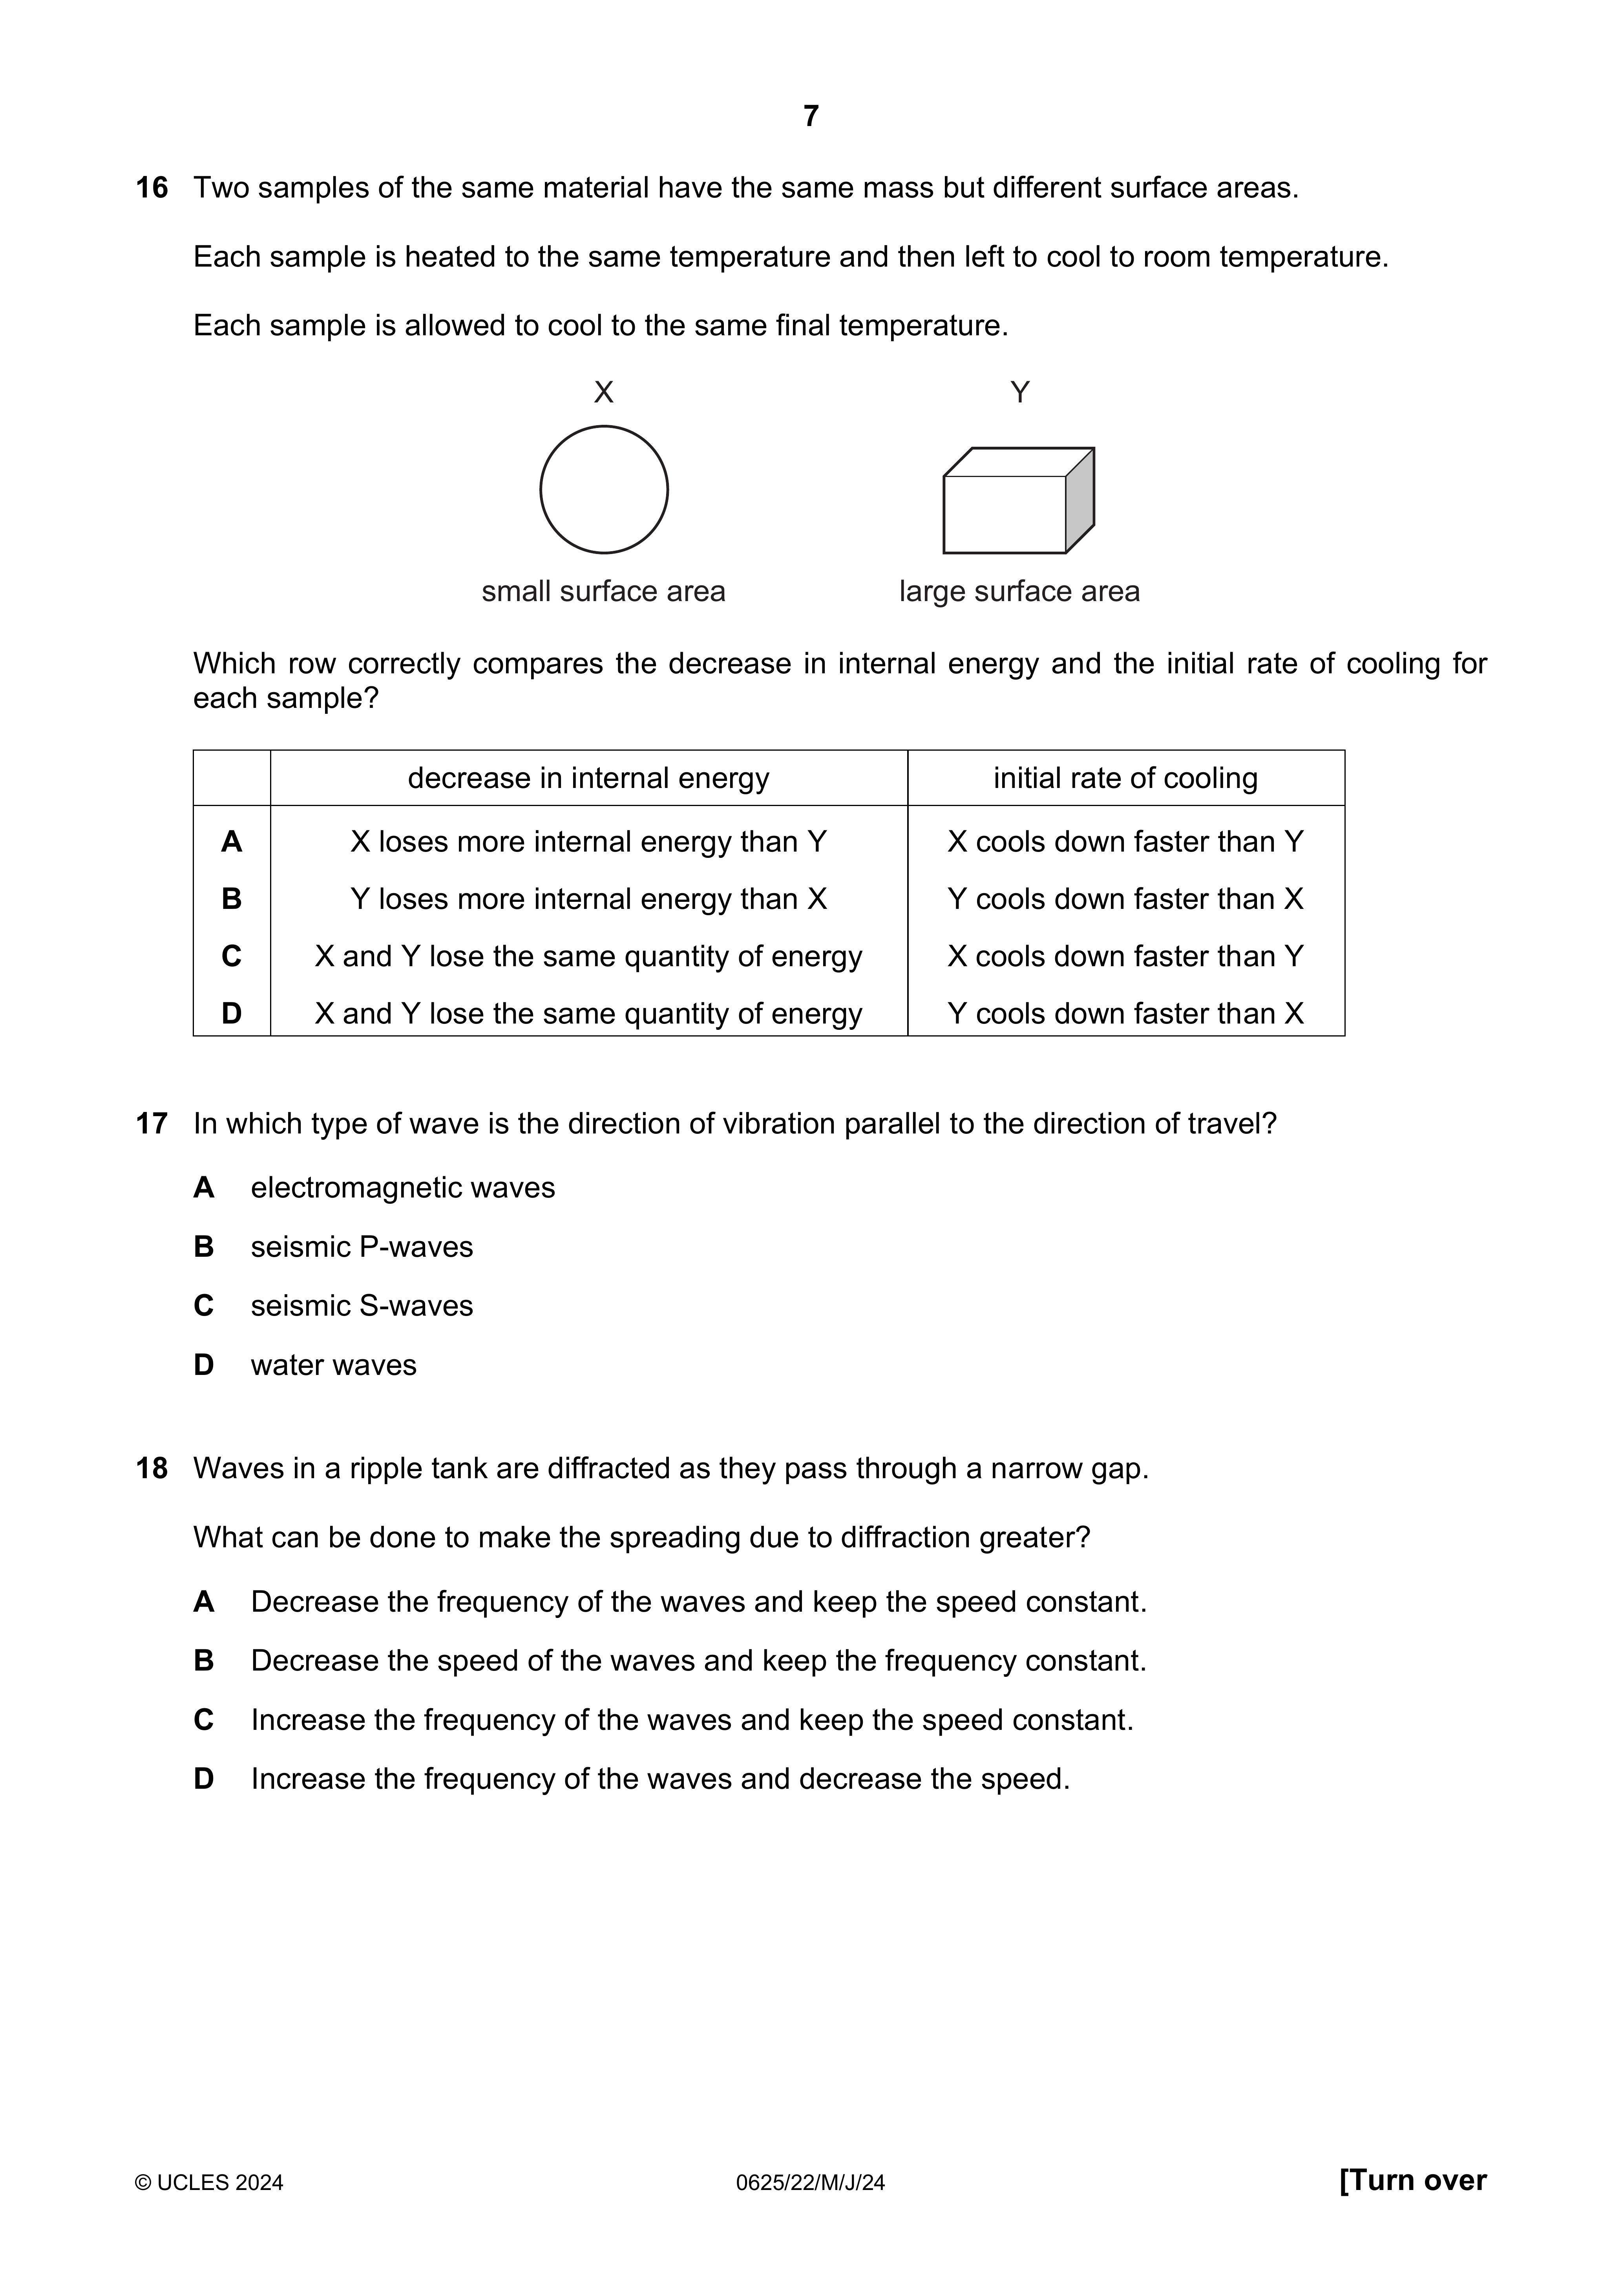 7
16 Two samples of the same material have the same mass but different surface areas.
Each sample is heated to the same temperature and then left to cool to room temperature.
Each sample is allowed to cool to the same final temperature.
X Y
small surface area large surface area
Which row correctly compares the decrease in internal energy and the initial rate of cooling for
each sample?
decrease in internal energy initial rate of cooling
A X loses more internal energy than Y X cools down faster than Y
B Y loses more internal energy than X Y cools down faster than X
C X and Y lose the same quantity of energy X cools down faster than Y
D X and Y lose the same quantity of energy Y cools down faster than X
17 In which type of wave is the direction of vibration parallel to the direction of travel?
A electromagnetic waves
B seismic P-waves
C seismic S-waves
D water waves
18 Waves in a ripple tank are diffracted as they pass through a narrow gap.
What can be done to make the spreading due to diffraction greater?
A Decrease the frequency of the waves and keep the speed constant.
B Decrease the speed of the waves and keep the frequency constant.
C Increase the frequency of the waves and keep the speed constant.
D Increase the frequency of the waves and decrease the speed.
© UCLES 2024 0625/22/M/J/24 [Turn over